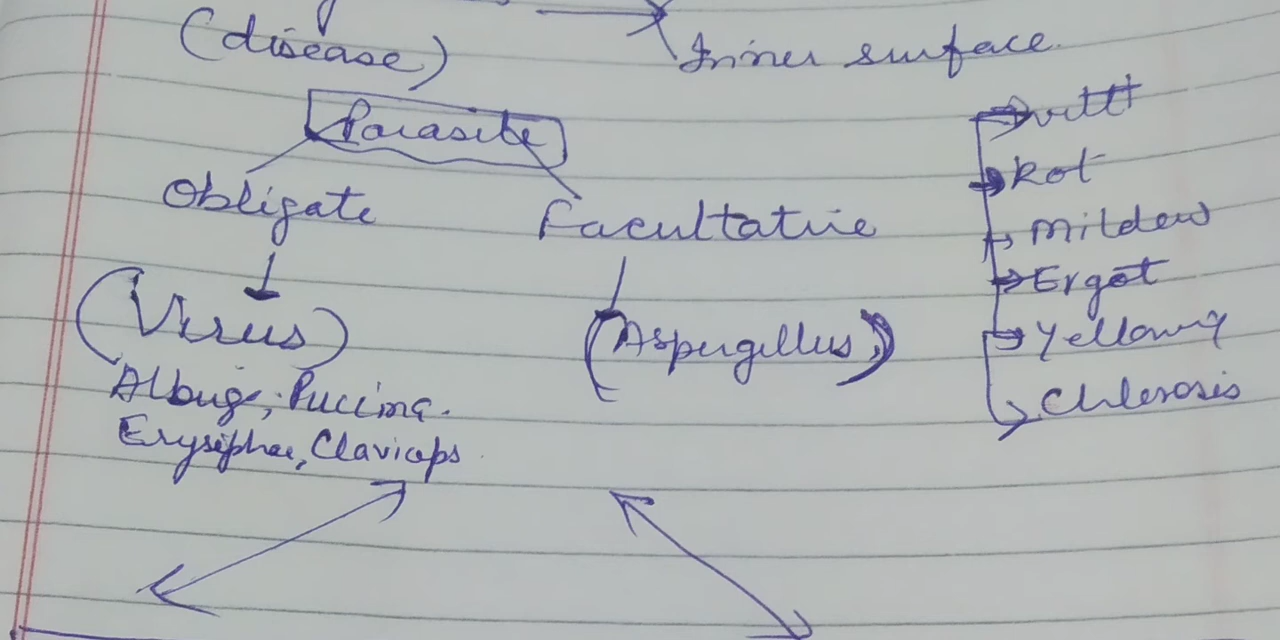 (disease)
Inner surface.
Parasite
Obligate
Facultative
(Virus)
Albugo, Puccinia.
Erysiphae, Claviceps
(Aspergillus)
Rot
Mildew
Ergot
Yellowing
Chlorosis